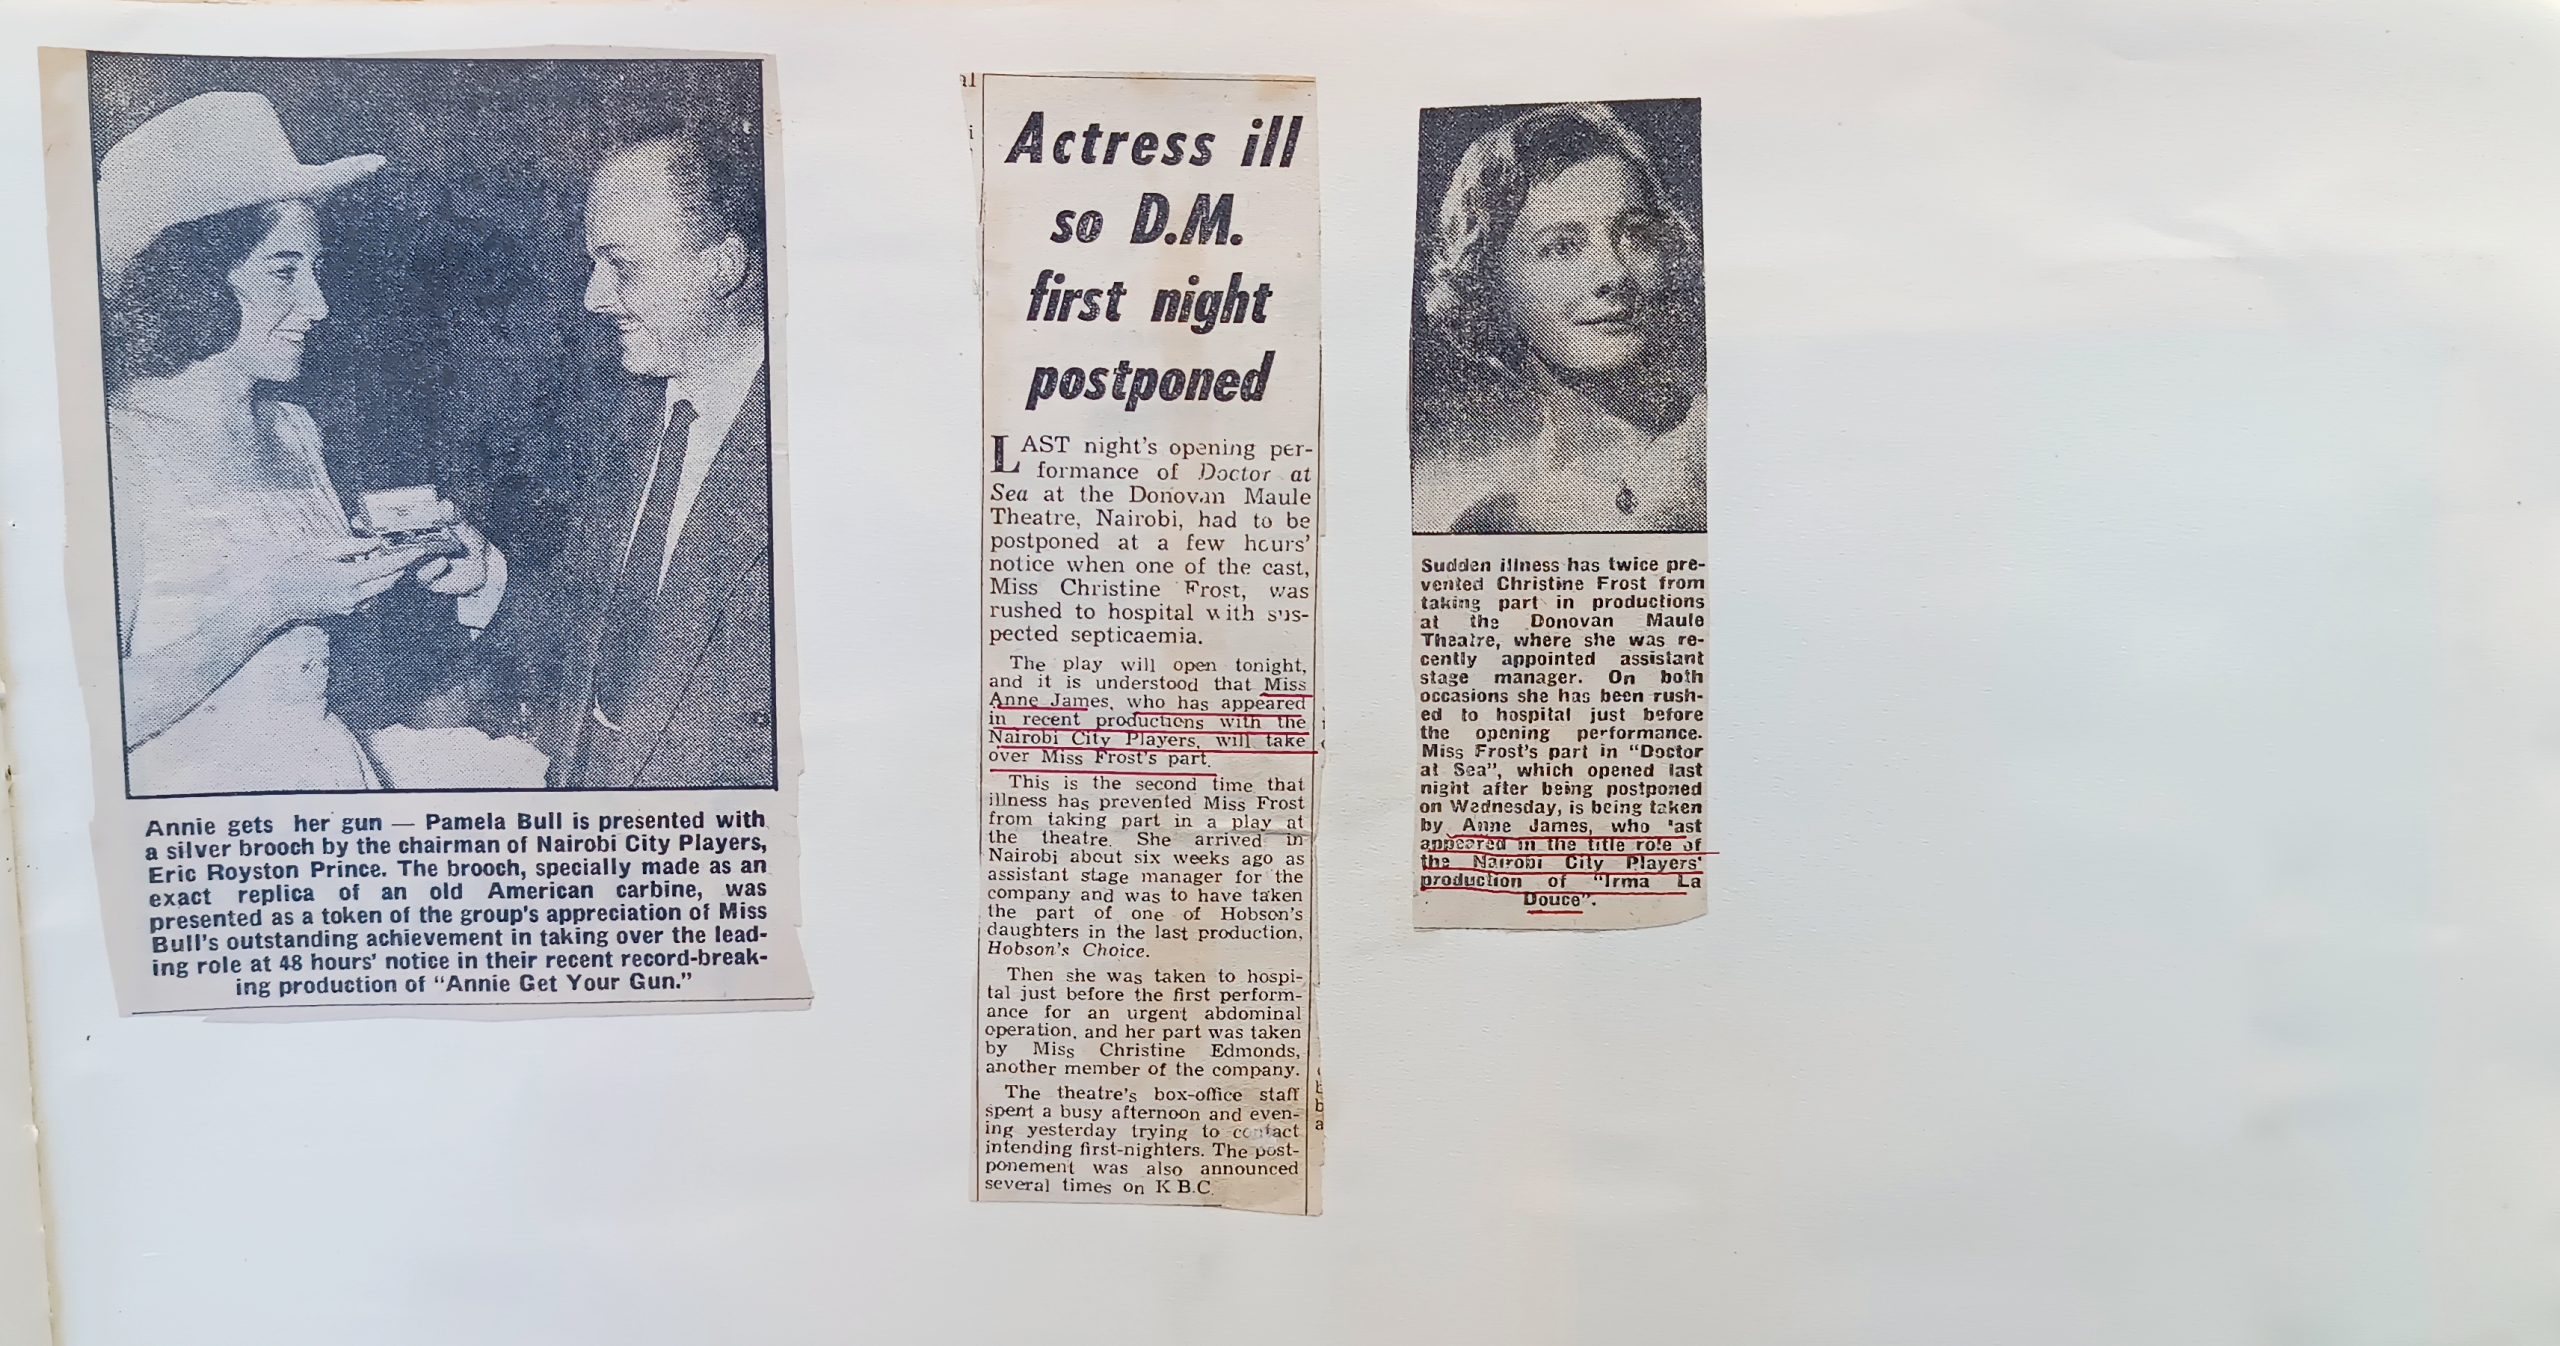 Annie gets her gun — Pamela Bull is presented with
a silver brooch by the chairman of Nairobi City Players,
Eric Royston Prince. The brooch, specially made as an
exact replica of an old American carbine, was
presented as a token of the group's appreciation of Miss
Bull's outstanding achievement in taking over the lead-
ing role at 48 hours' notice in their recent record-break-
ing production of "Annie Get Your Gun."
al
i
Actress ill
so D.M.
first night
postponed
LAST night's opening per-
formance of Doctor at
Sea at the Donovan Maule
Theatre, Nairobi, had to be
postponed at a few hours'
notice when one of the cast,
Miss Christine Frost, was
rushed to hospital with sus-
pected septicaemia.
The play will open tonight,
and it is understood that Miss
Anne James, who has appeared
in recent productions with the
Nairobi City Players, will take
over Miss Frost's part.
This is the second time that
illness has prevented Miss Frost
from taking part in a play at
the theatre. She arrived in
Nairobi about six weeks ago as
assistant stage manager for the
company and was to have taken
the part of one of Hobson's
daughters in the last production,
Hobson's Choice.
Then she was taken to hospi-
tal just before the first perform-
ance for an urgent abdominal
operation, and her part was taken
by Miss Christine Edmonds,
another member of the company.
The theatre's box-office staff
spent a busy afternoon and even-
ing yesterday trying to contact
intending first-nighters. The post-
ponement was also announced
several times on K.B.C.
b
a
Sudden illness has twice pre-
vented Christine Frost from
taking part in productions
at the Donovan Maule
Theatre, where she was re-
cently appointed assistant
stage manager. On both
occasions she has been rush-
ed to hospital just before
the opening performance.
Miss Frost's part in "Doctor
at Sea", which opened last
night after being postponed
on Wednesday, is being taken
by Anne James, who last
appeared in the title role of
the Nairobi City Players'
production of "Irma La
Douce".